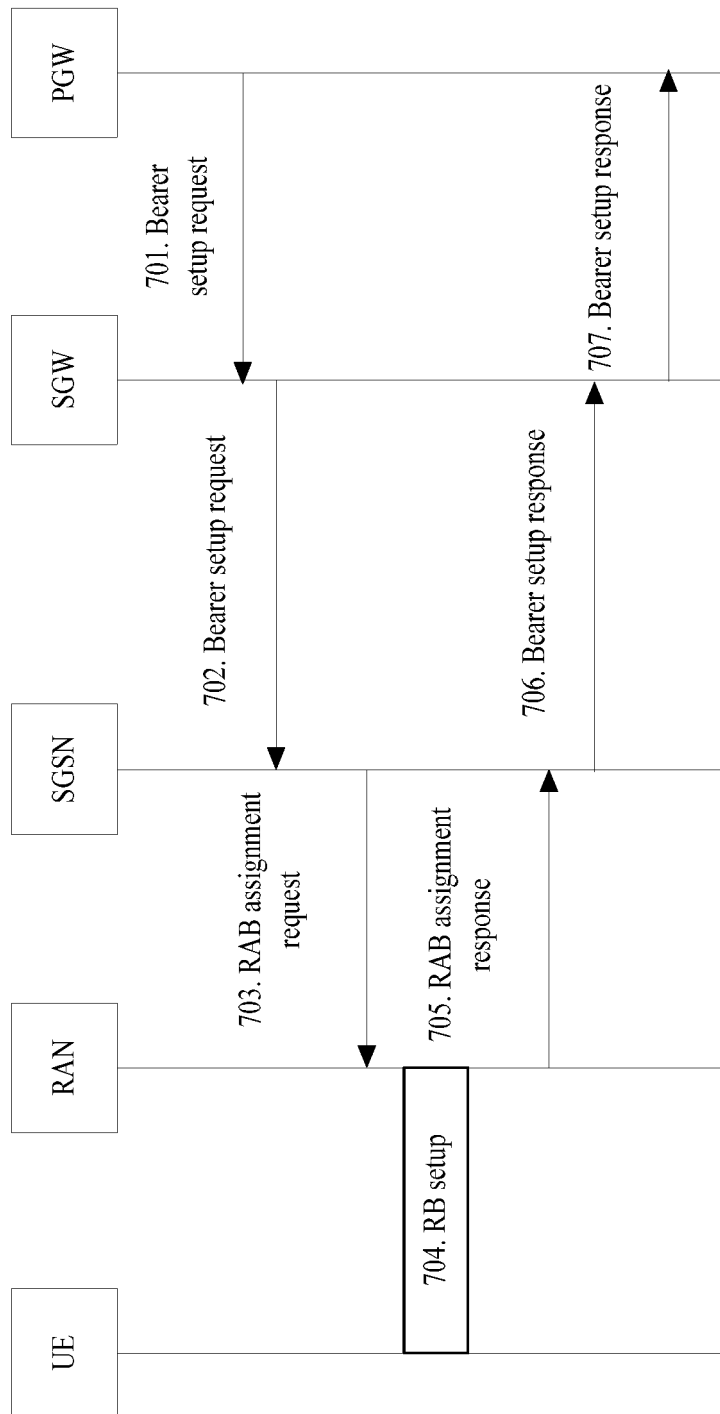 UE
RAN
SGSN
SGW
PGW
701. Bearer
setup request
702. Bearer setup request
703. RAB assignment
request
704. RB setup
705. RAB assignment
response
706. Bearer setup response
707. Bearer setup response